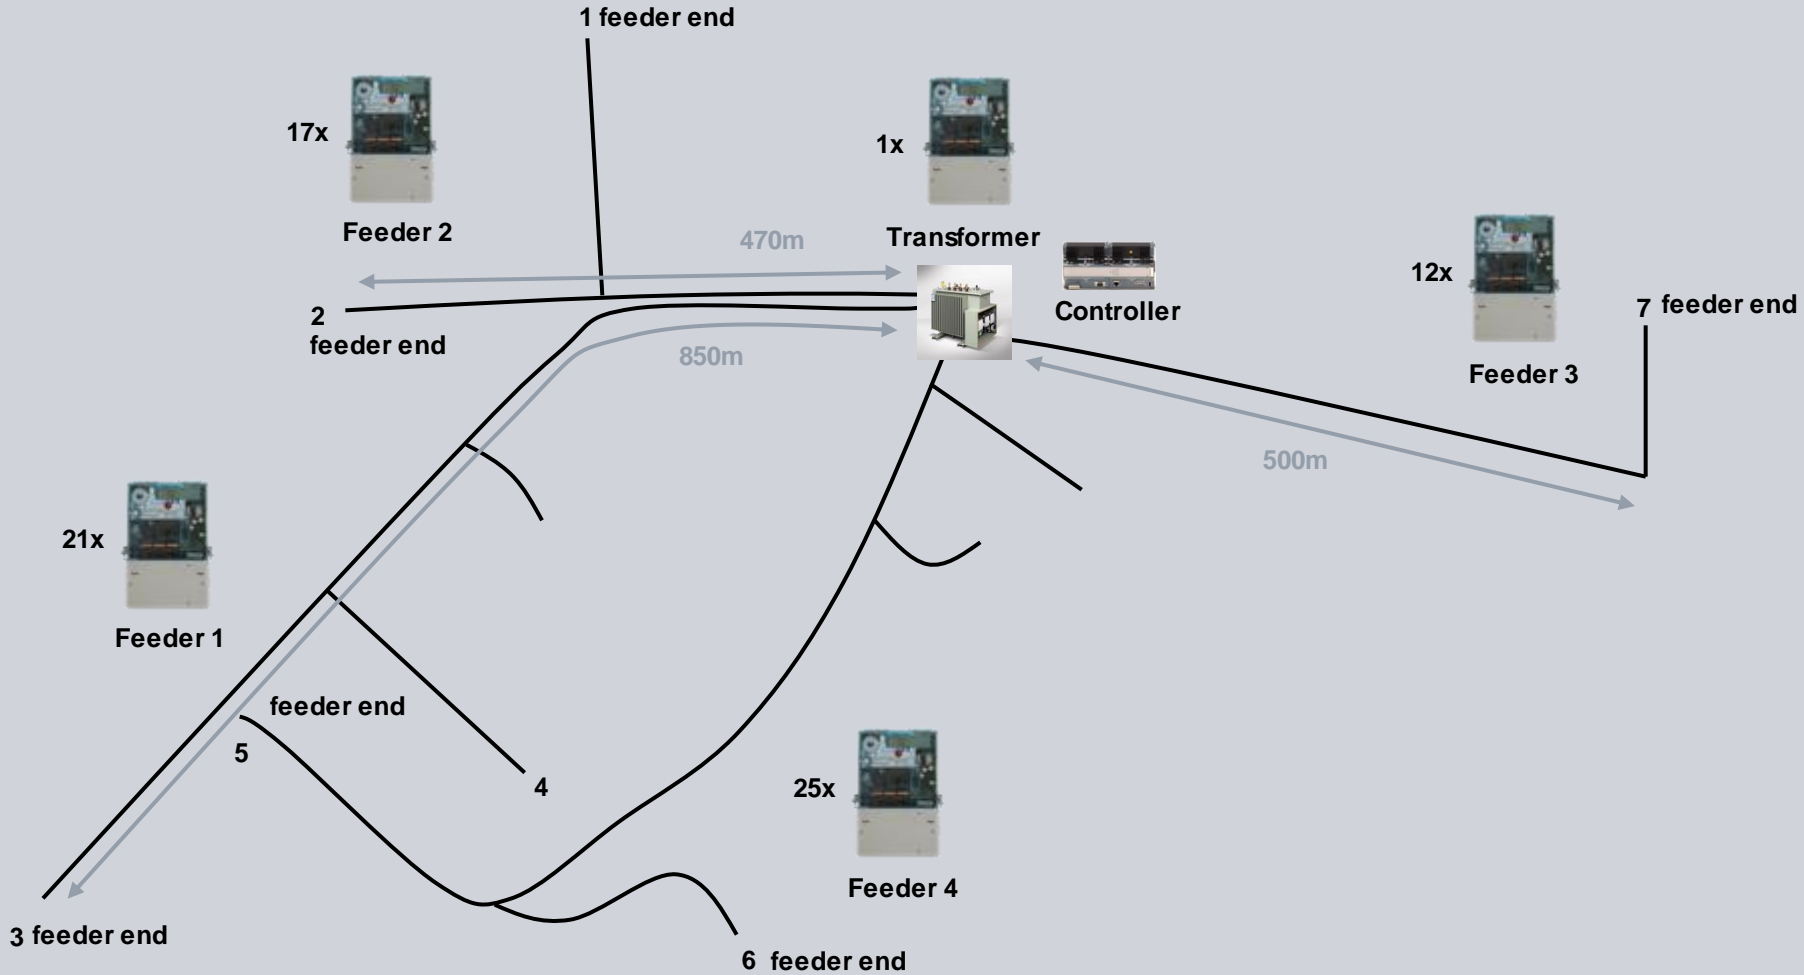 1 feeder end
17x
1x
Feeder 2
470m
Transformer
12x
Controller
7 feeder end
2
feeder end
850m
Feeder 3
500m
21x
Feeder 1
feeder end
5
4
25x
Feeder 4
3 feeder end
6 feeder end